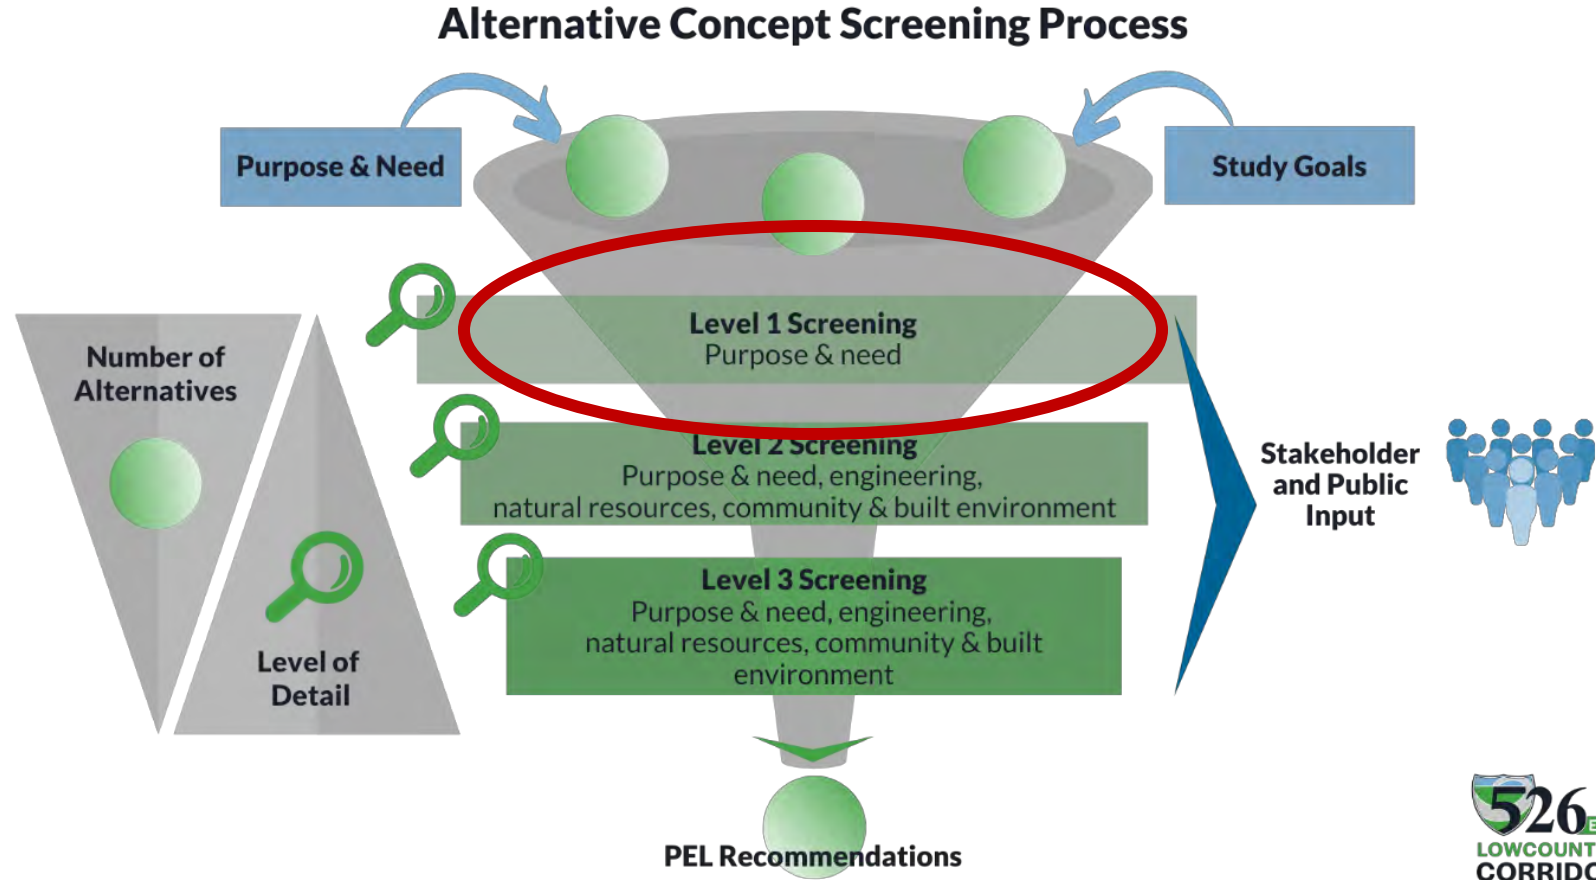 Alternative Concept Screening Process
Purpose & Need
Study Goals
Number of
Alternatives
Level of
Detail
Level 1 Screening
Purpose & need
Level 2 Screening
Purpose & need, engineering,
natural resources, community & built environment
Level 3 Screening
Purpose & need, engineering,
natural resources, community & built
environment
Stakeholder
and Public
Input
PEL Recommendations
526 E
LOWCOUNT
CORRIDO